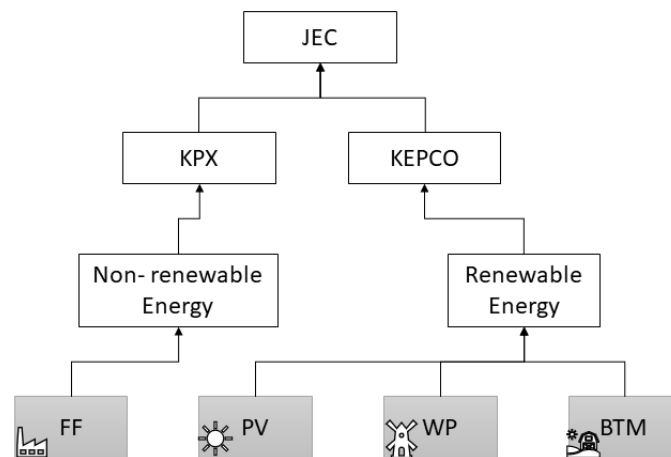 JEC
KPX
KEPCO
Non- renewable
Energy
Renewable
Energy
FF
PV
WP
BTM